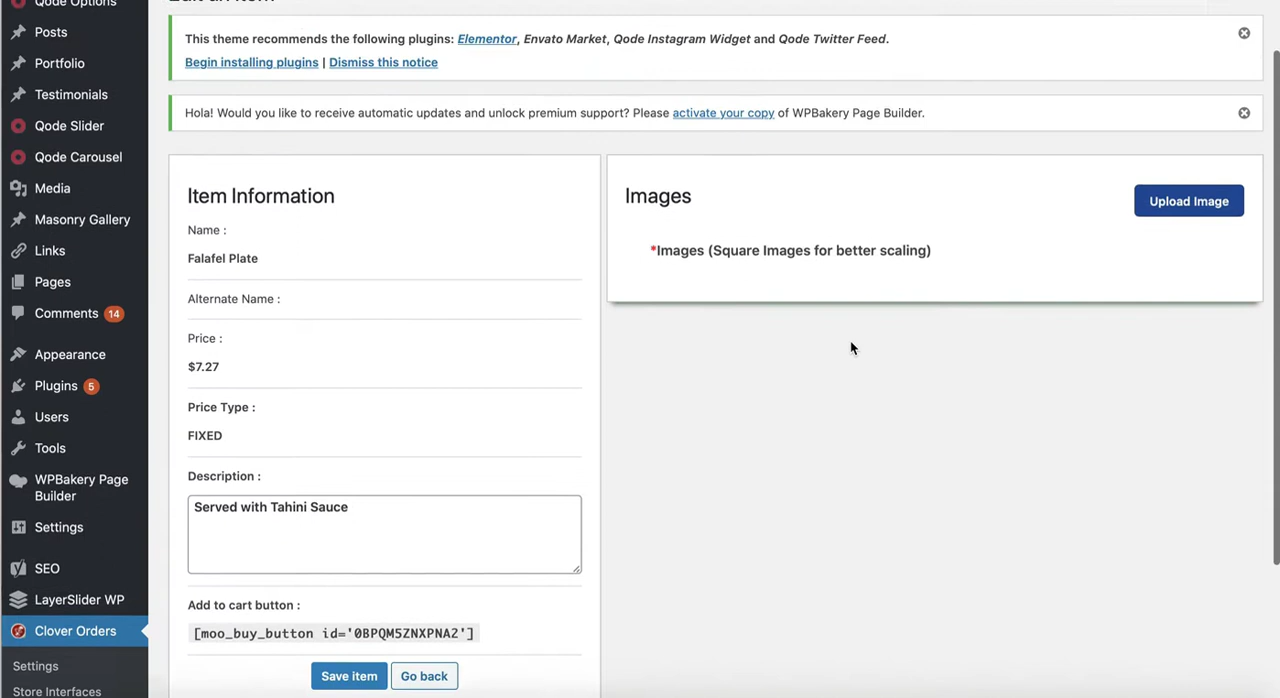 Qode Options
Posts
Portfolio
Testimonials
Qode Slider
Qode Carousel
Media
Masonry Gallery
Links
Pages
Comments 14
Appearance
Plugins 5
Users
Tools
WPBakery Page
Builder
Settings
SEO
LayerSlider WP
Clover Orders
Settings
Store Interfaces
Edit an item
This theme recommends the following plugins: Elementor, Envato Market, Qode Instagram Widget and Qode Twitter Feed.
Begin installing plugins | Dismiss this notice
Hola! Would you like to receive automatic updates and unlock premium support? Please activate your copy of WPBakery Page Builder.
Item Information
Name :
Falafel Plate
Alternate Name :
Price :
$7.27
Price Type :
FIXED
Description :
Served with Tahini Sauce
Add to cart button :
[moo_buy_button id='0BPQM5ZNXPNA2']
Save item Go back
Images
Upload Image
*Images (Square Images for better scaling)